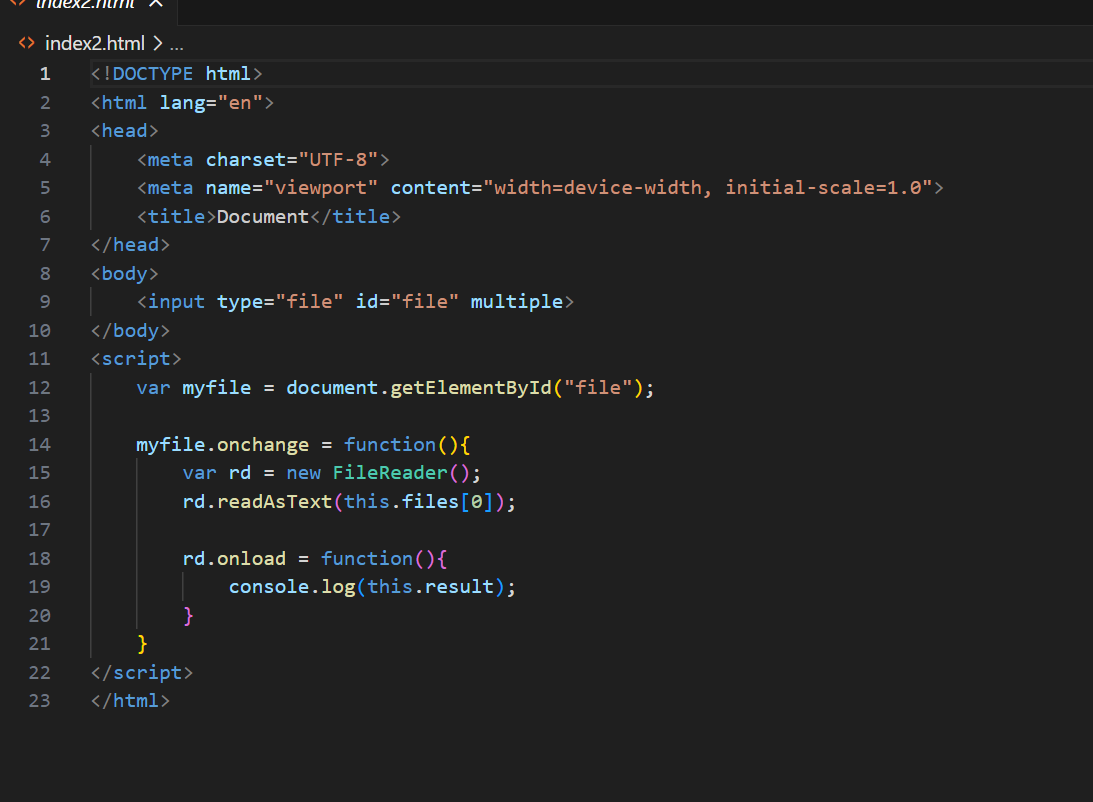 index2.html
index2.html > ...
1 <!DOCTYPE html>
2 <html lang="en">
3 <head>
4     <meta charset="UTF-8">
5     <meta name="viewport" content="width=device-width, initial-scale=1.0">
6     <title>Document</title>
7 </head>
8 <body>
9     <input type="file" id="file" multiple>
10 </body>
11 <script>
12     var myfile = document.getElementById("file");
13
14     myfile.onchange = function(){
15         var rd = new FileReader();
16         rd.readAsText(this.files[0]);
17
18         rd.onload = function(){
19             console.log(this.result);
20         }
21     }
22 </script>
23 </html>